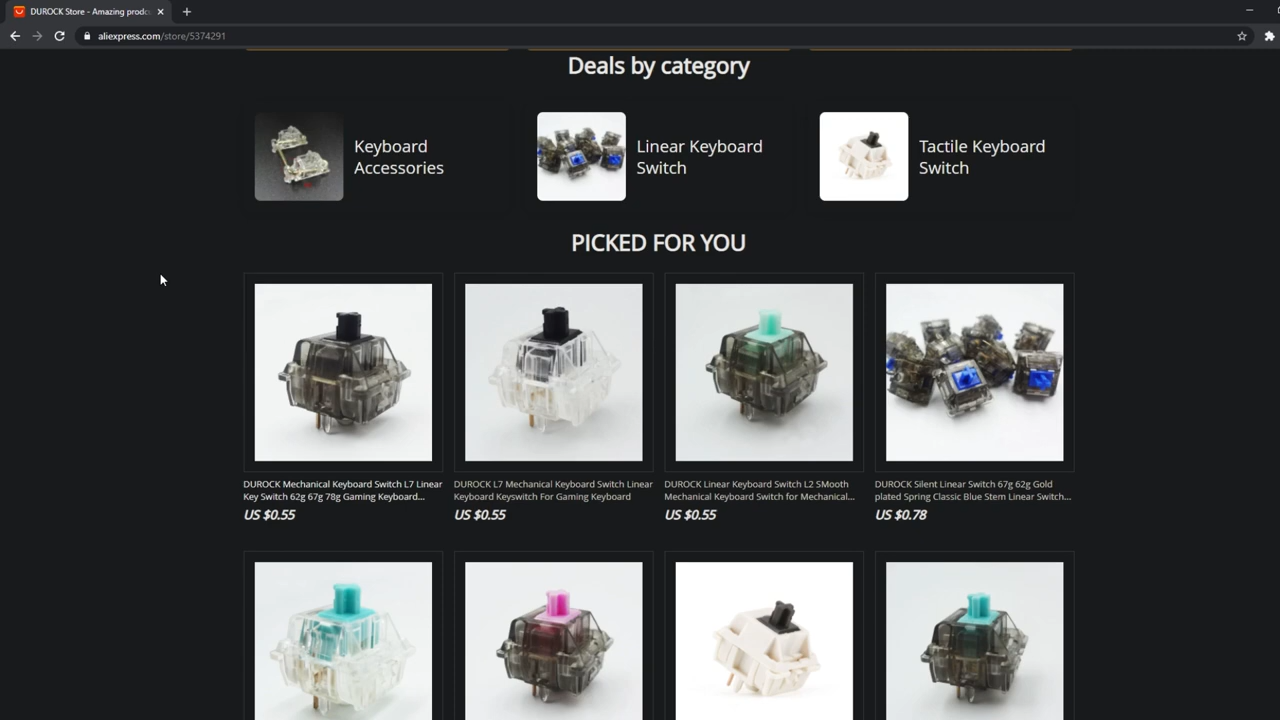 DUROCK Store - Amazing prod
aliexpress.com/store/5374291
Deals by category
Keyboard
Accessories
Linear Keyboard
Switch
Tactile Keyboard
Switch
PICKED FOR YOU
DUROCK Mechanical Keyboard Switch L7 Linear
Key Switch 62g 67g 78g Gaming Keyboard...
US $0.55
DUROCK L7 Mechanical Keyboard Switch Linear
Keyboard Keyswitch For Gaming Keyboard
US $0.55
DUROCK Linear Keyboard Switch L2 SMooth
Mechanical Keyboard Switch for Mechanical...
US $0.55
DUROCK Silent Linear Switch 67g 62g Gold
plated Spring Classic Blue Stem Linear Switch...
US $0.78